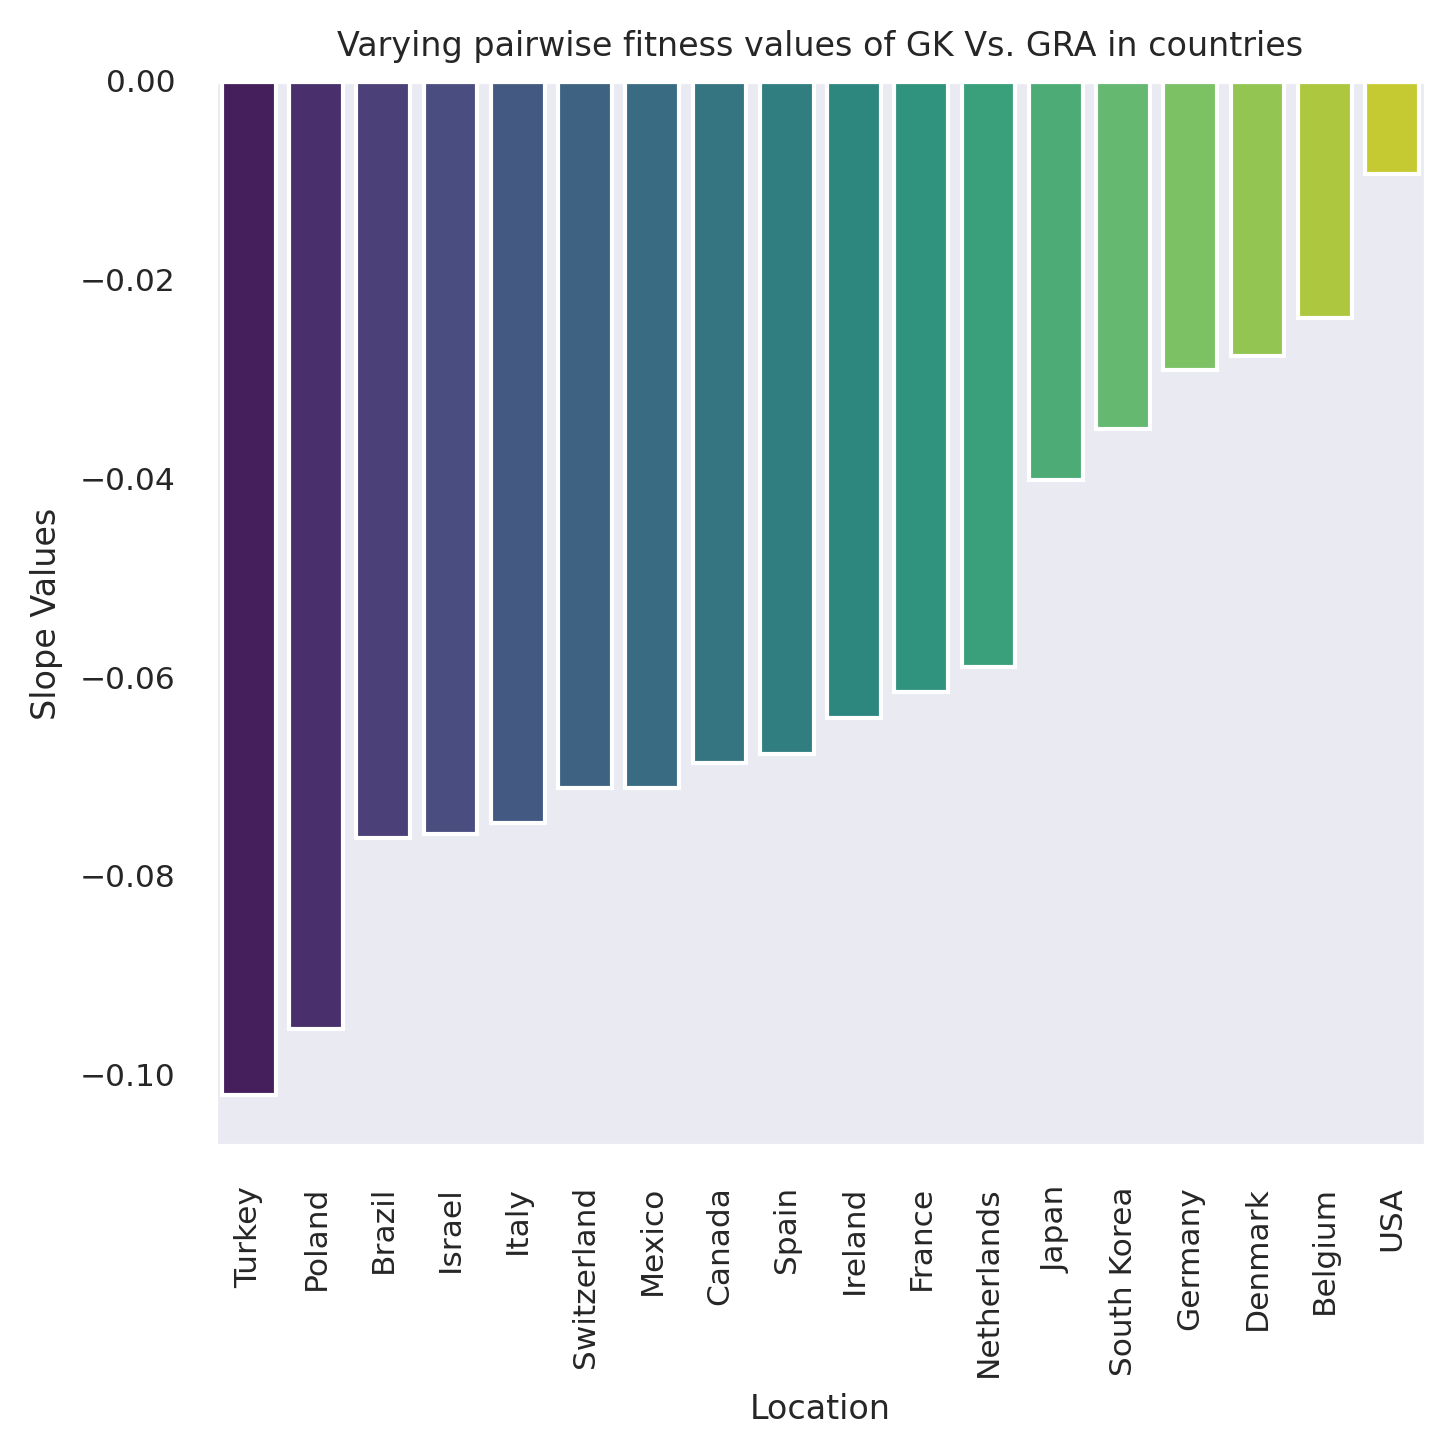 Varying pairwise fitness values of GK Vs. GRA in countries
0.00
−0.02
−0.04
−0.06
−0.08
−0.10
Slope Values
Turkey
Poland
Brazil
Israel
Italy
Switzerland
Mexico
Canada
Spain
Ireland
France
Netherlands
Japan
South Korea
Germany
Denmark
Belgium
USA
Location